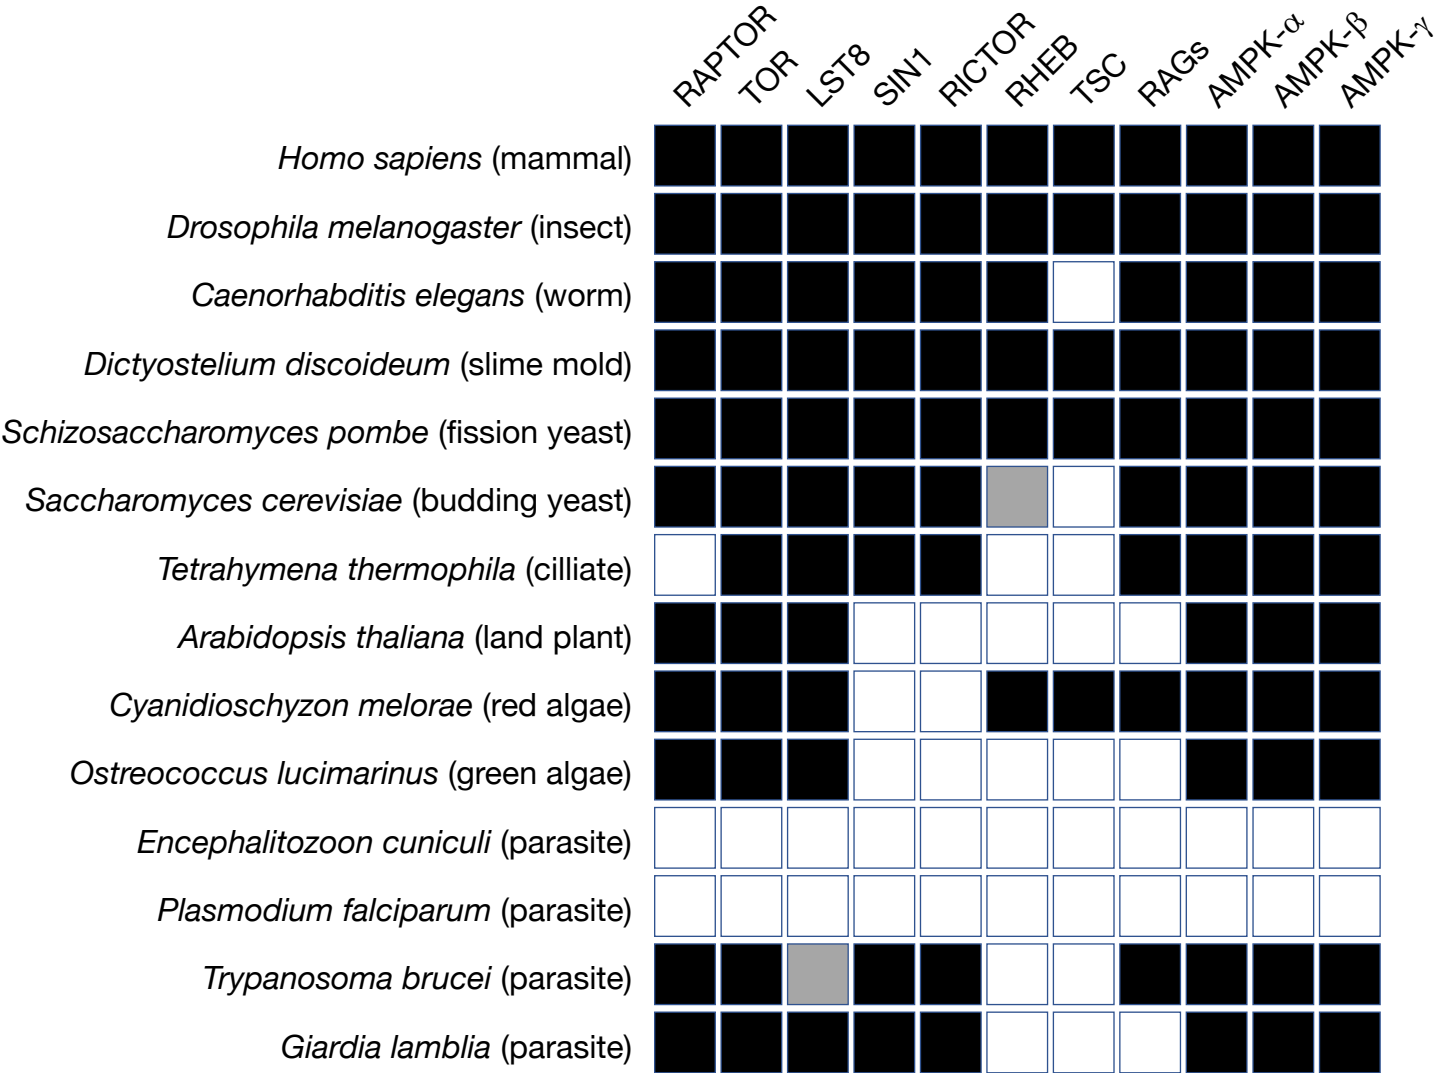 RAPTOR
TOR
LST8
SIN1
RICTOR
RHEB
TSC
RAGs
AMPK-α
AMPK-β
AMPK-γ
Homo sapiens (mammal)
Drosophila melanogaster (insect)
Caenorhabditis elegans (worm)
Dictyostelium discoideum (slime mold)
Schizosaccharomyces pombe (fission yeast)
Saccharomyces cerevisiae (budding yeast)
Tetrahymena thermophila (cilliate)
Arabidopsis thaliana (land plant)
Cyanidioschyzon melorae (red algae)
Ostreococcus lucimarinus (green algae)
Encephalitozoon cuniculi (parasite)
Plasmodium falciparum (parasite)
Trypanosoma brucei (parasite)
Giardia lamblia (parasite)